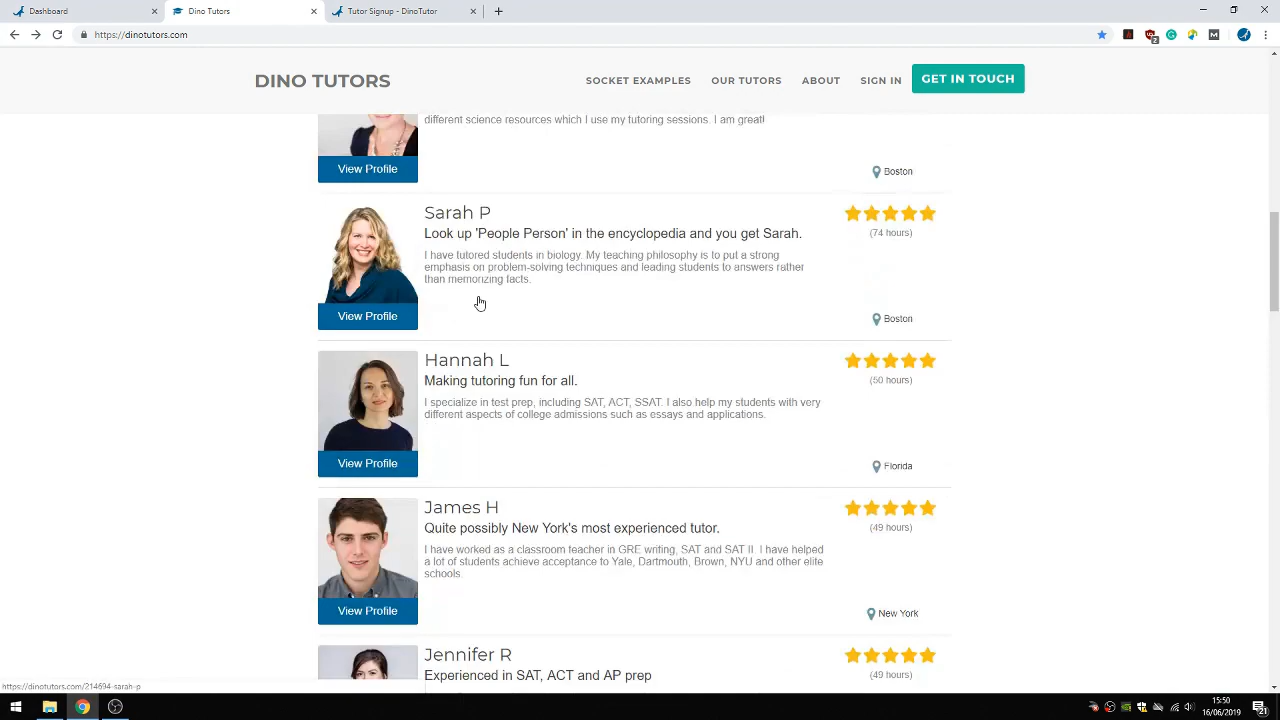 Dashboard
Dino Tutors
Tutor Signup - DinoTutor
https://dinotutors.com
DINO TUTORS
SOCKET EXAMPLES
OUR TUTORS
ABOUT
SIGN IN
GET IN TOUCH
different science resources which I use my tutoring sessions. I am great!
View Profile
Boston
Sarah P
(74 hours)
Look up 'People Person' in the encyclopedia and you get Sarah.
I have tutored students in biology. My teaching philosophy is to put a strong
emphasis on problem-solving techniques and leading students to answers rather
than memorizing facts.
View Profile
Boston
Hannah L
Making tutoring fun for all.
(50 hours)
I specialize in test prep, including SAT, ACT, SSAT. I also help my students with very
different aspects of college admissions such as essays and applications.
View Profile
Florida
James H
Quite possibly New York's most experienced tutor.
(49 hours)
I have worked as a classroom teacher in GRE writing, SAT and SAT II. I have helped
a lot of students achieve acceptance to Yale, Dartmouth, Brown, NYU and other elite
schools.
View Profile
New York
Jennifer R
Experienced in SAT, ACT and AP prep
(49 hours)
https://dinotutors.com/214694-sarah-p
15:50
16/06/2019